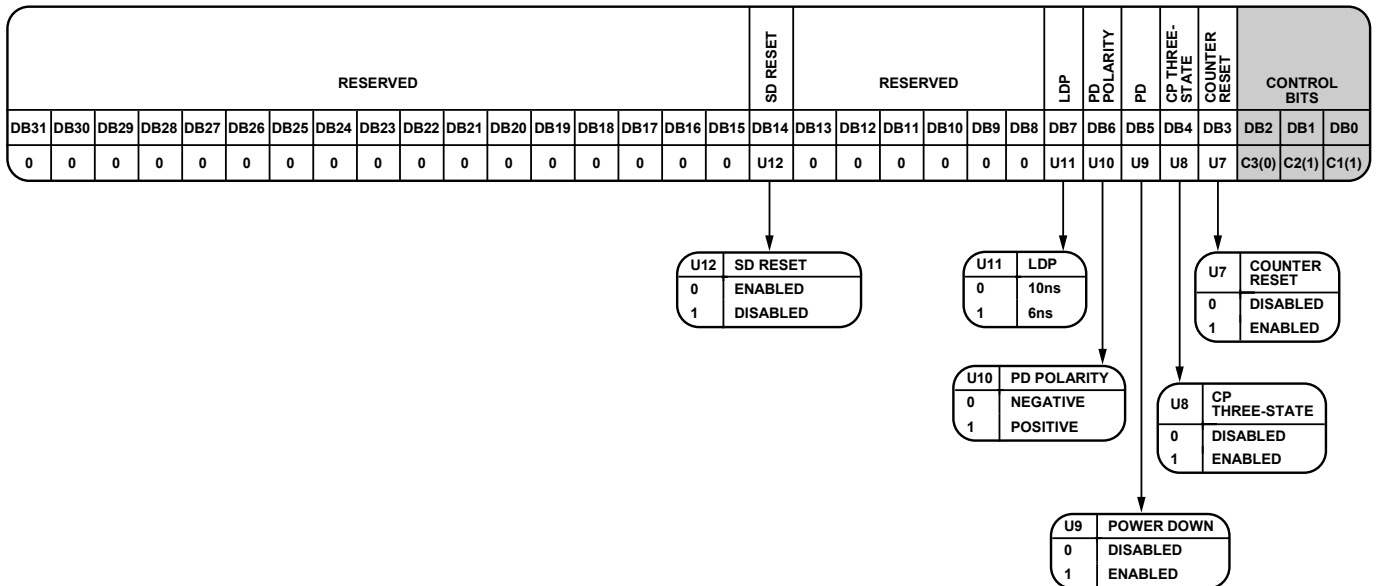 RESERVED
SD RESET
RESERVED
LDP
PD
POLARITY
PD
CP THREE-
STATE
COUNTER
RESET
CONTROL
BITS
DB31 DB30 DB29 DB28 DB27 DB26 DB25 DB24 DB23 DB22 DB21 DB20 DB19 DB18 DB17 DB16 DB15 DB14 DB13 DB12 DB11 DB10 DB9 DB8 DB7 DB6 DB5 DB4 DB3 DB2 DB1 DB0
0 0 0 0 0 0 0 0 0 0 0 0 0 0 0 0 0 U12 0 0 0 0 0 0 U11 U10 U9 U8 U7 C3(0) C2(1) C1(1)
U12 SD RESET
0 ENABLED
1 DISABLED
U11 LDP
0 10ns
1 6ns
U7 COUNTER
RESET
0 DISABLED
1 ENABLED
U10 PD POLARITY
0 NEGATIVE
1 POSITIVE
U8 CP
THREE-STATE
0 DISABLED
1 ENABLED
U9 POWER DOWN
0 DISABLED
1 ENABLED